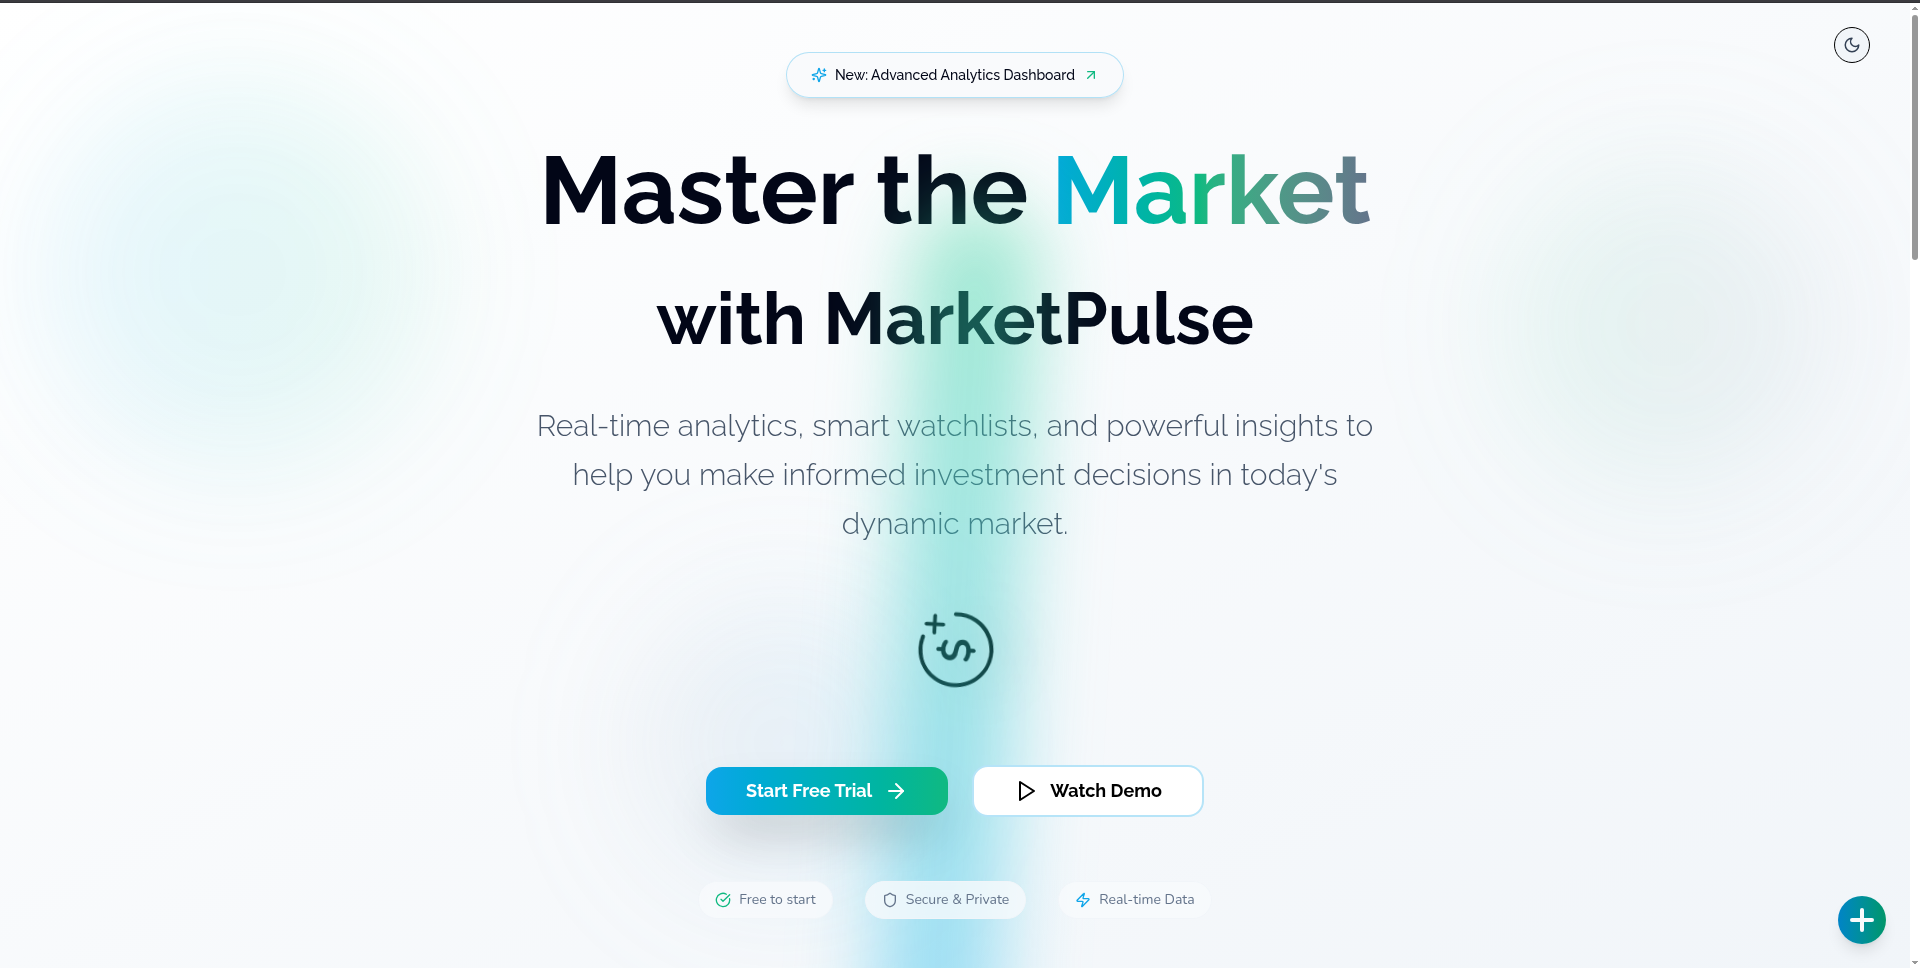 New: Advanced Analytics Dashboard
Master the Market
with MarketPulse
Real-time analytics, smart watchlists, and powerful insights to
help you make informed investment decisions in today's
dynamic market.
Start Free Trial
Watch Demo
Free to start
Secure & Private
Real-time Data